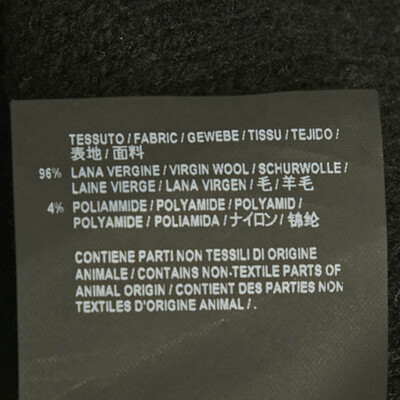 TESSUTO / FABRIC / GEWEBE / TISSU / TEJIDO /
表地 / 面料
96% LANA VERGINE / VIRGIN WOOL / SCHURWOLLE /
LAINE VIERGE / LANA VIRGEN / 毛 / 羊毛
4% POLIAMMIDE / POLYAMIDE / POLYAMID /
POLYAMIDE / POLIAMIDA / ナイロン / 锦纶
CONTIENE PARTI NON TESSILI DI ORIGINE
ANIMALE / CONTAINS NON-TEXTILE PARTS OF
ANIMAL ORIGIN / CONTIENT DES PARTIES NON
TEXTILES D'ORIGINE ANIMAL / .